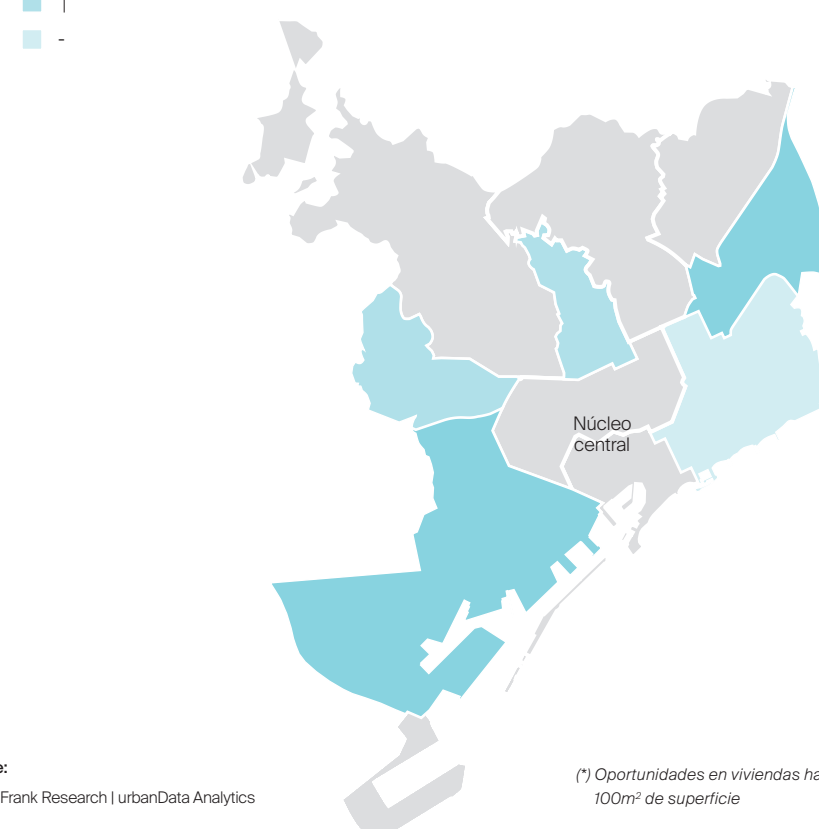 -
Núcleo
central
e:
Frank Research | urbanData Analytics
(*) Oportunidades en viviendas ha
100m² de superficie